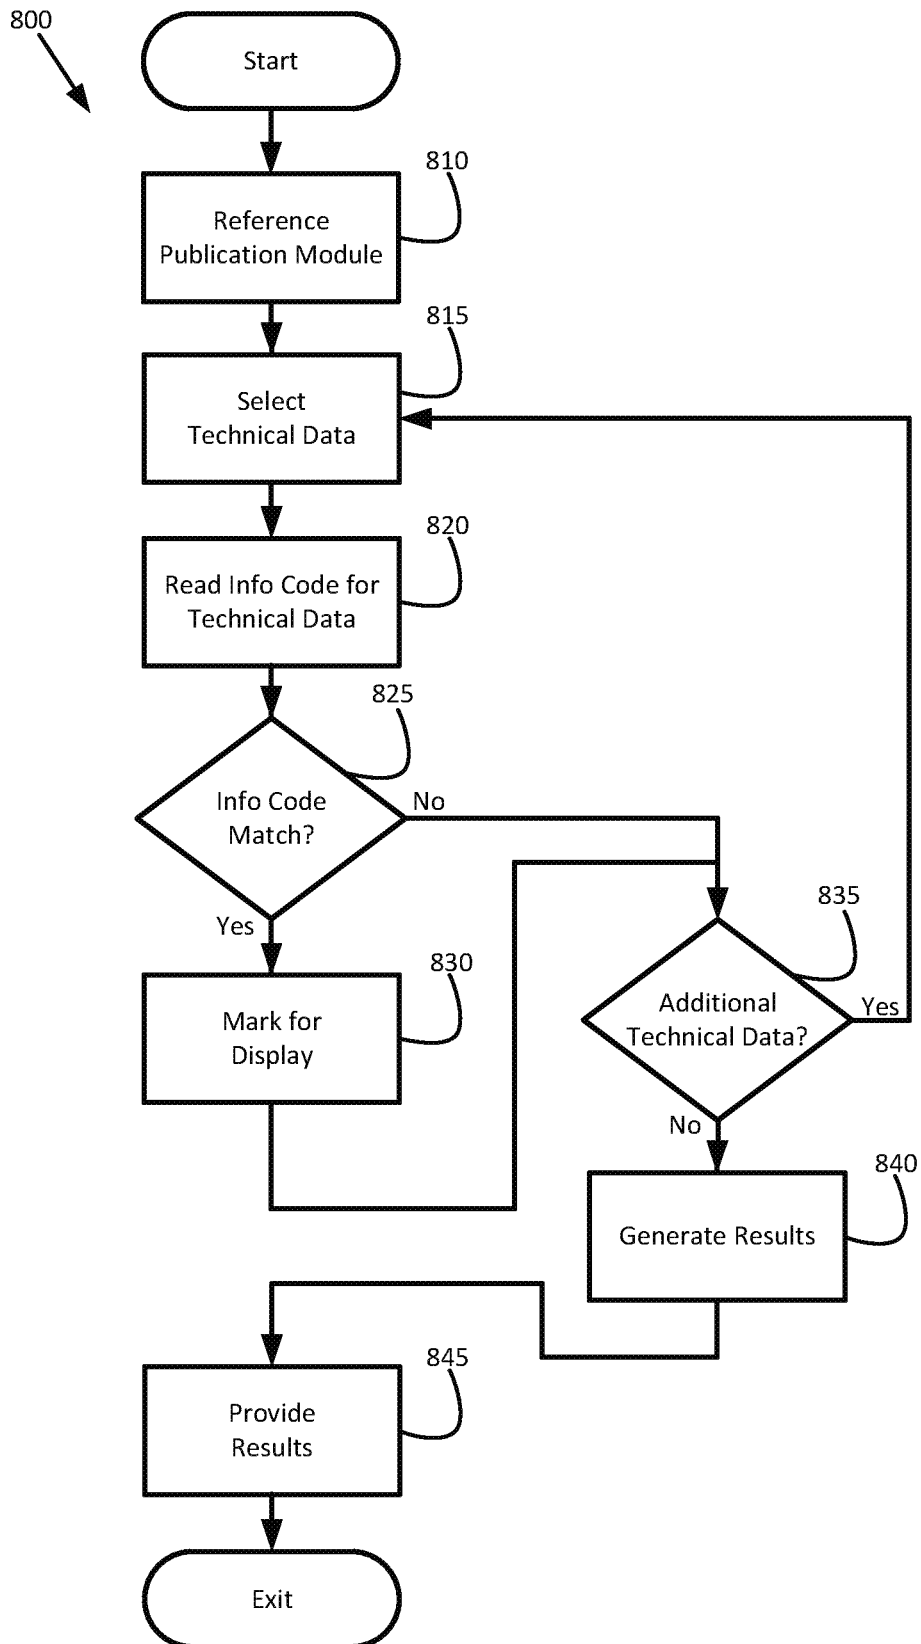 800
Start
810
Reference
Publication Module
815
Select
Technical Data
820
Read Info Code for
Technical Data
825
Info Code
Match?
No
Yes
835
Additional
Technical Data?
Yes
830
Mark for
Display
No
840
Generate Results
845
Provide
Results
Exit